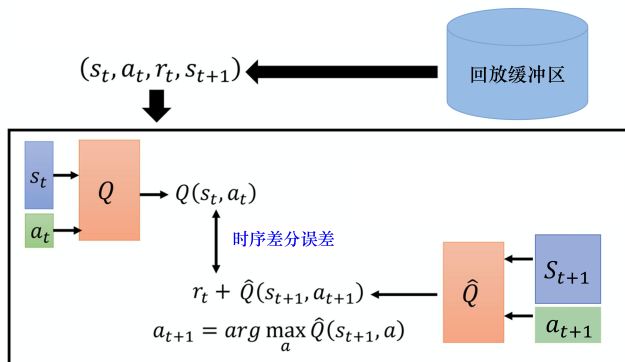 回放缓冲区
(s_t, a_t, r_t, s_{t+1})
s_t
Q
Q(s_t, a_t)
a_t
时序差分误差
r_t + Q̂(s_{t+1}, a_{t+1})
Q̂
S_{t+1}
a_{t+1}
a_{t+1} = arg max_a Q̂(s_{t+1}, a)